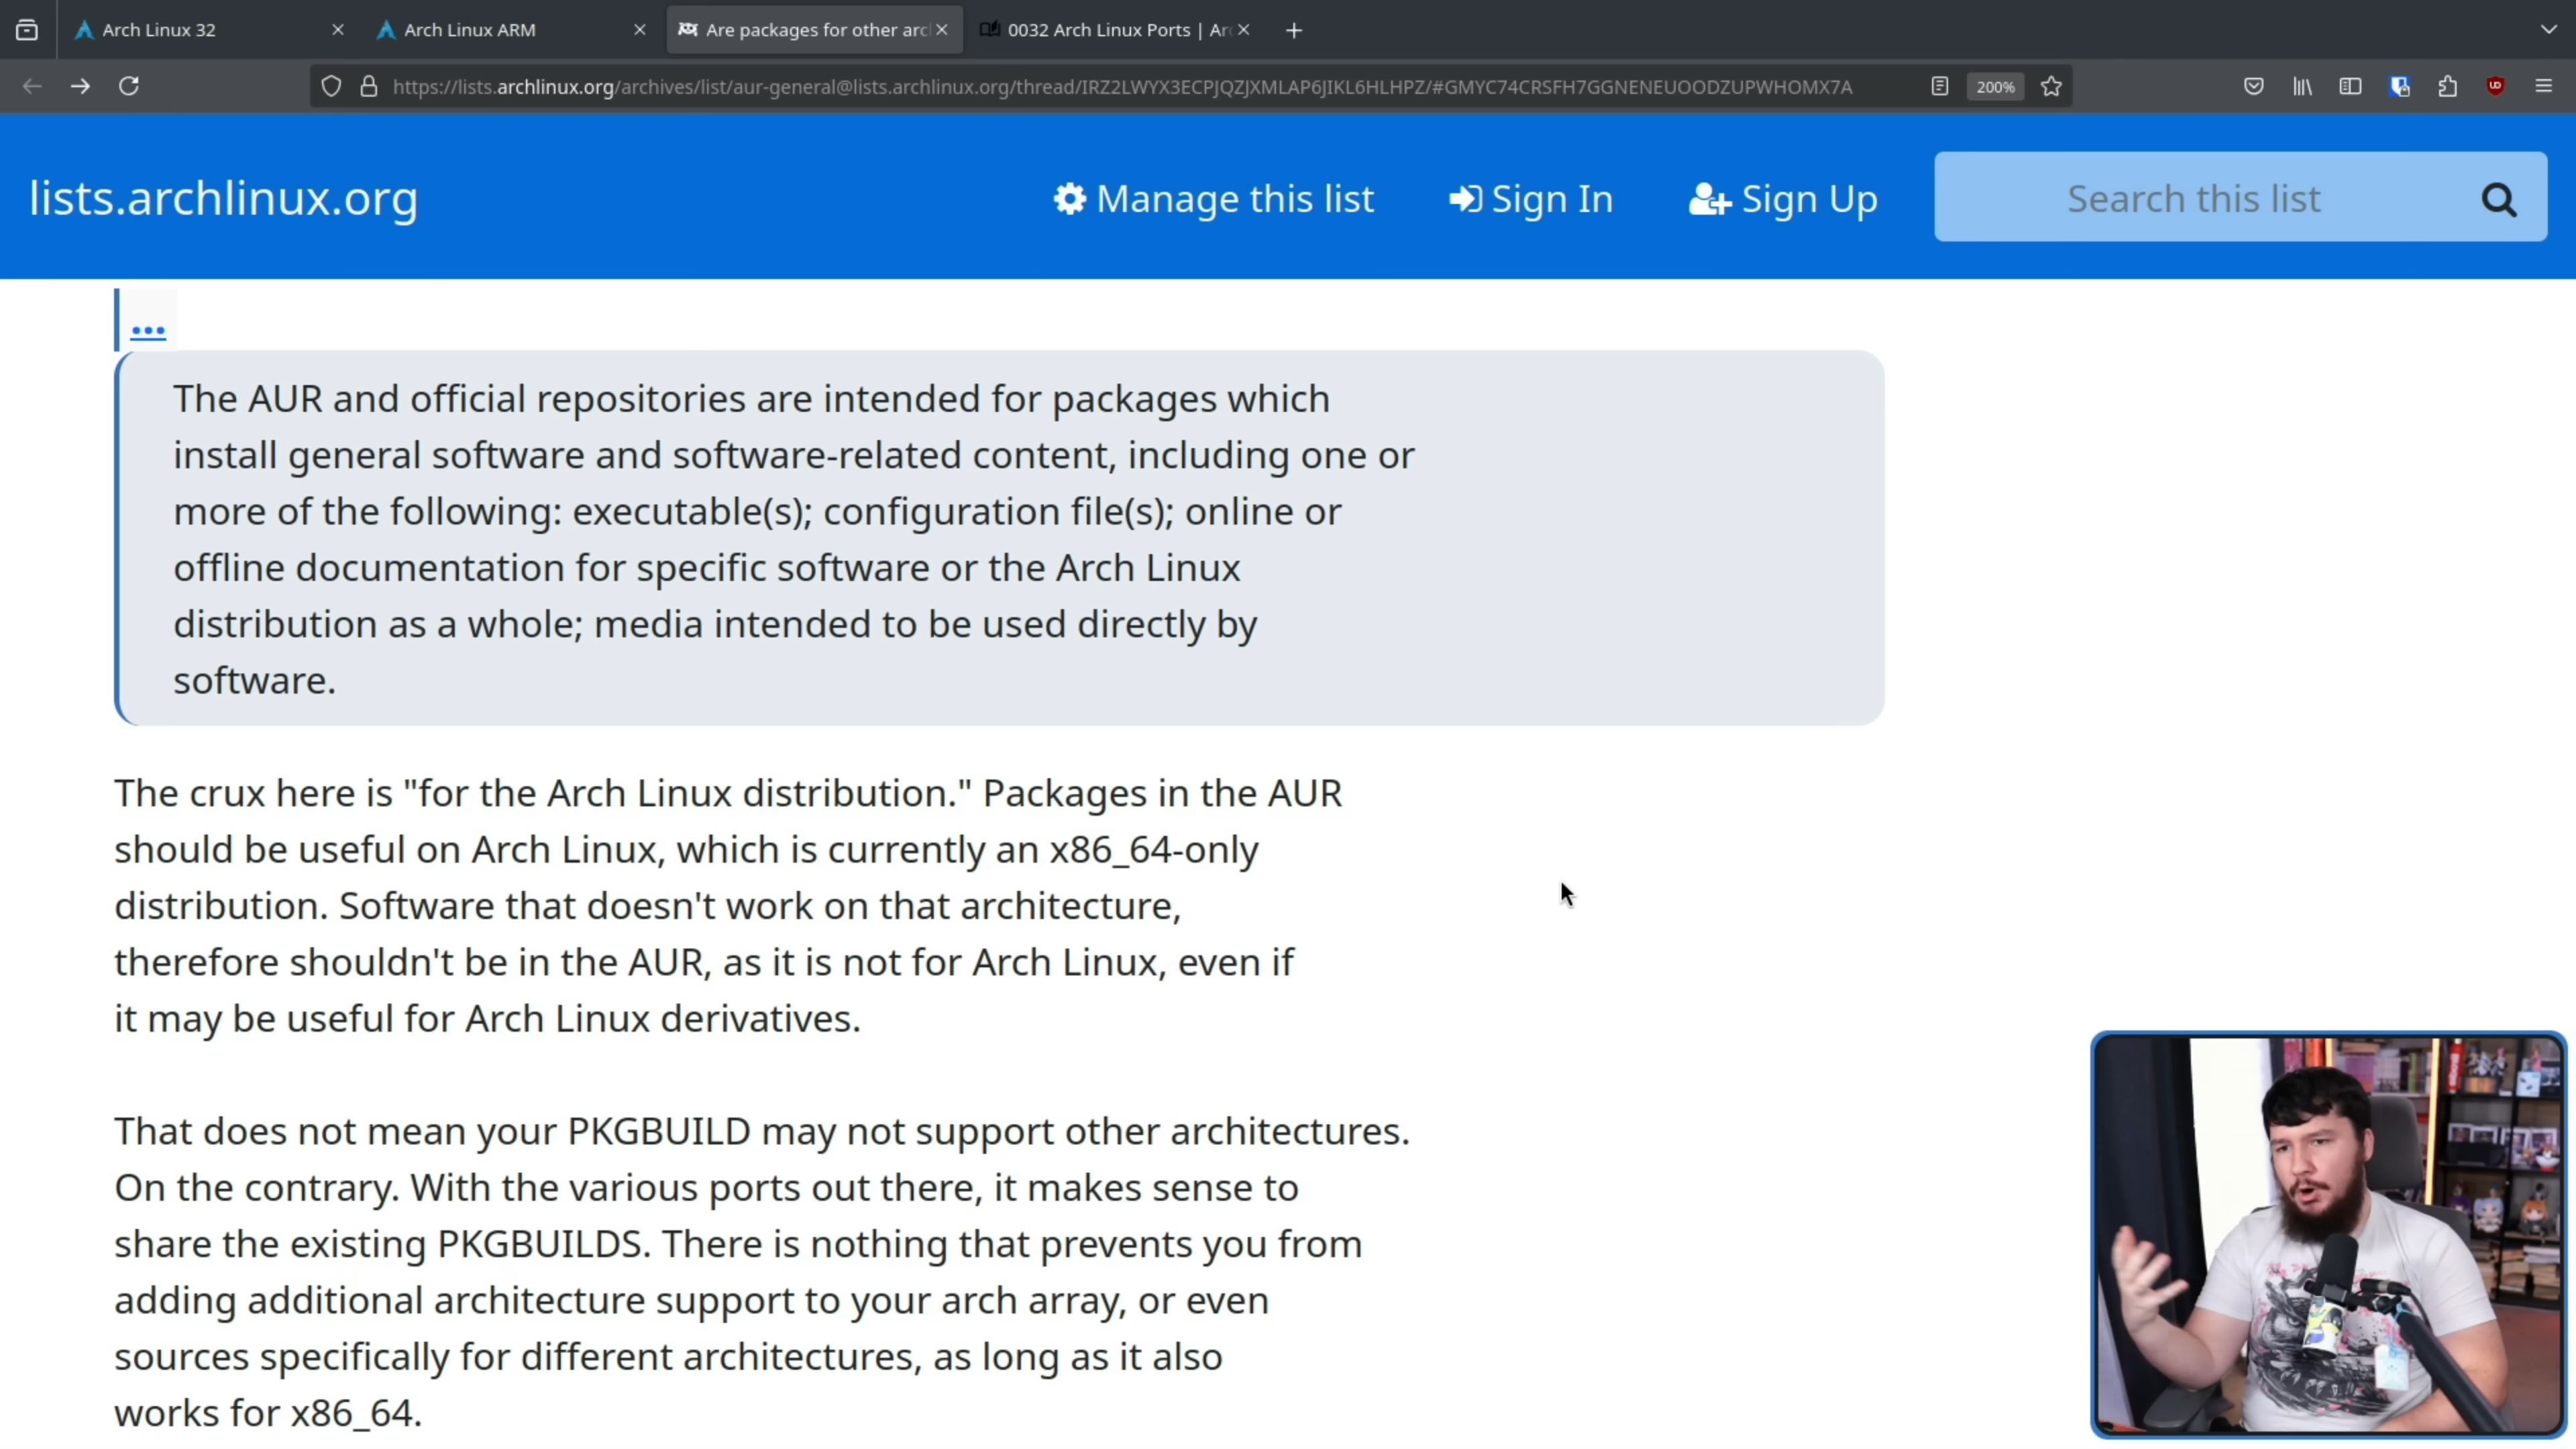 Arch Linux 32
Arch Linux ARM
Are packages for other arc
0032 Arch Linux Ports | Arc
https://lists.archlinux.org/archives/list/aur-general@lists.archlinux.org/thread/IRZ2LWYX3ECPJQZJXMLAP6JIKL6HLHPZ/#GMYC74CRSFH7GGNENEUOODZUPWHOMX7A
200%
lists.archlinux.org
Manage this list
Sign In
Sign Up
Search this list
...
The AUR and official repositories are intended for packages which
install general software and software-related content, including one or
more of the following: executable(s); configuration file(s); online or
offline documentation for specific software or the Arch Linux
distribution as a whole; media intended to be used directly by
software.
The crux here is "for the Arch Linux distribution." Packages in the AUR
should be useful on Arch Linux, which is currently an x86_64-only
distribution. Software that doesn't work on that architecture,
therefore shouldn't be in the AUR, as it is not for Arch Linux, even if
it may be useful for Arch Linux derivatives.
That does not mean your PKGBUILD may not support other architectures.
On the contrary. With the various ports out there, it makes sense to
share the existing PKGBUILDS. There is nothing that prevents you from
adding additional architecture support to your arch array, or even
sources specifically for different architectures, as long as it also
works for x86_64.